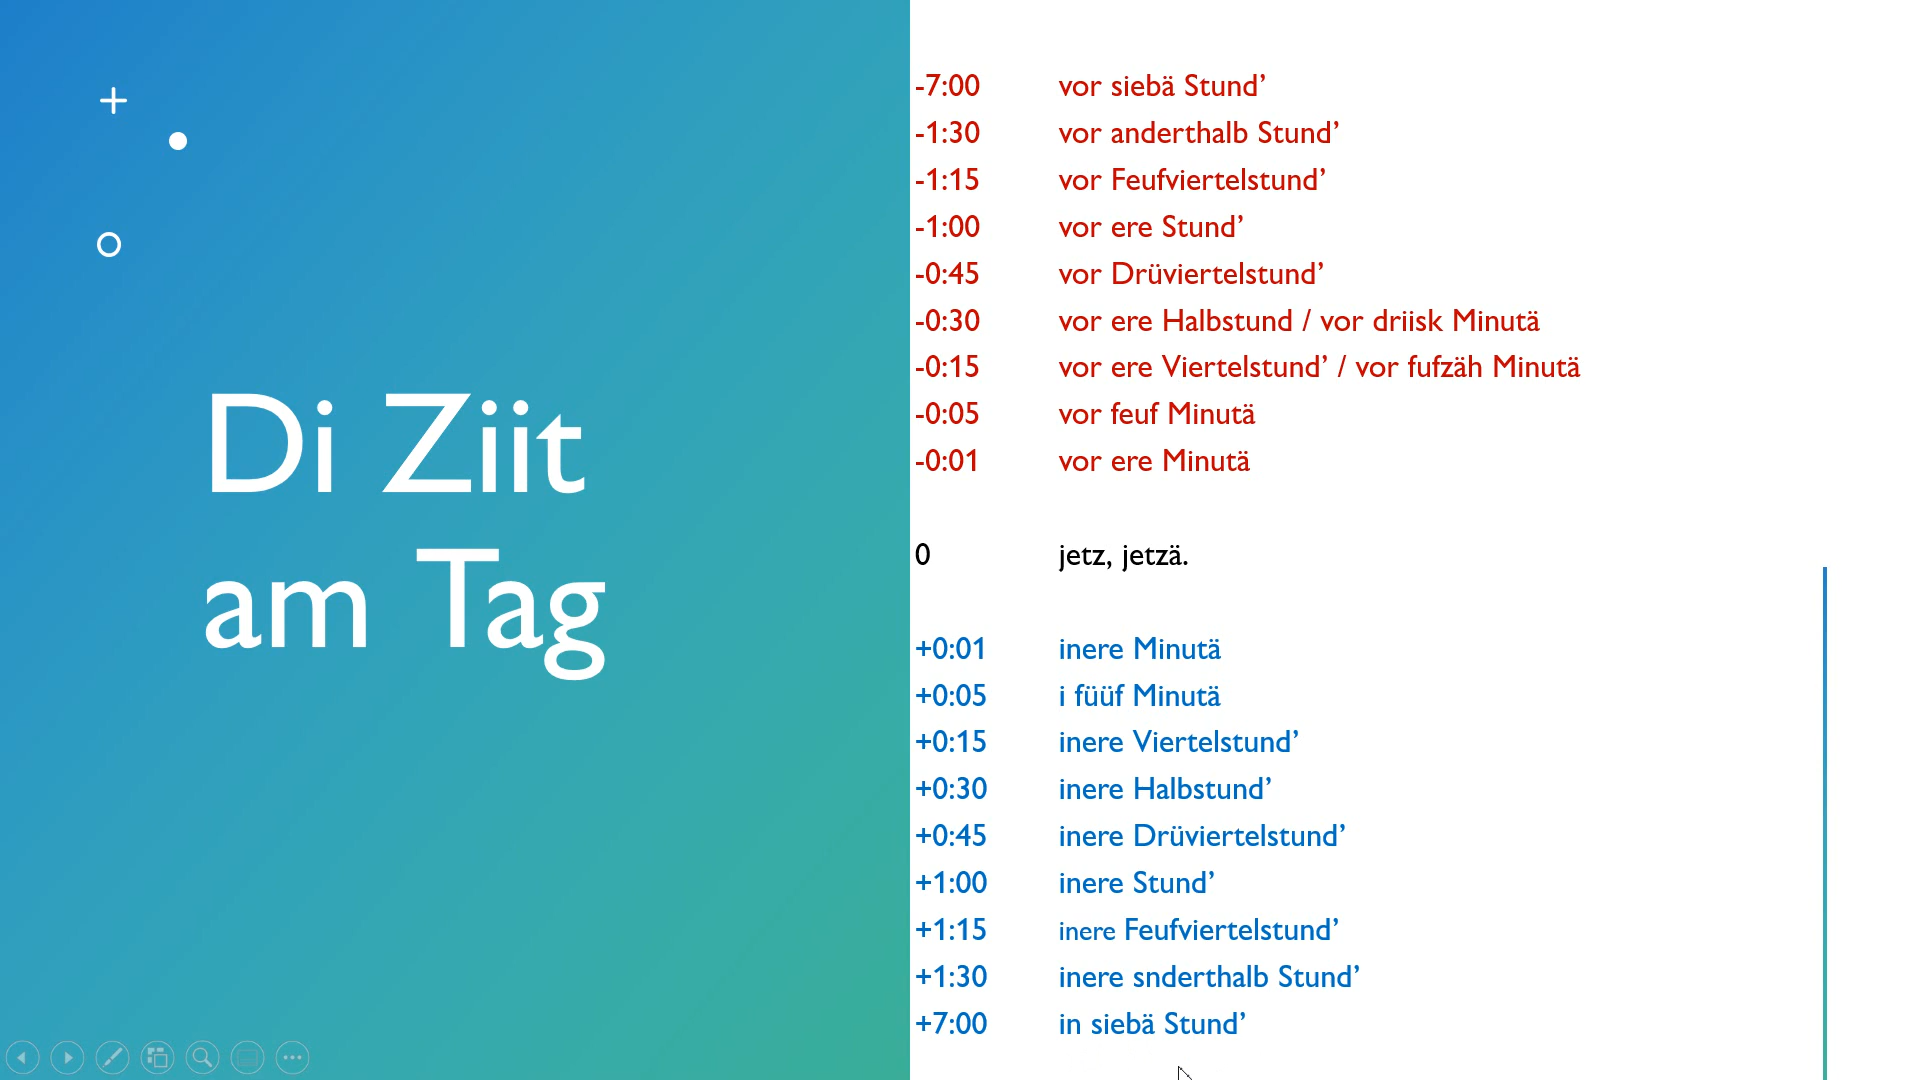 Di Ziit
am Tag
-7:00 vor siebä Stund’
-1:30 vor anderthalb Stund’
-1:15 vor Feufviertelstund’
-1:00 vor ere Stund’
-0:45 vor Drüviertelstund’
-0:30 vor ere Halbstund / vor driisk Minutä
-0:15 vor ere Viertelstund’ / vor fufzäh Minutä
-0:05 vor feuf Minutä
-0:01 vor ere Minutä
0 jetz, jetzä.
+0:01 inere Minutä
+0:05 i füüf Minutä
+0:15 inere Viertelstund’
+0:30 inere Halbstund’
+0:45 inere Drüviertelstund’
+1:00 inere Stund’
+1:15 inere Feufviertelstund’
+1:30 inere snderthalb Stund’
+7:00 in siebä Stund’